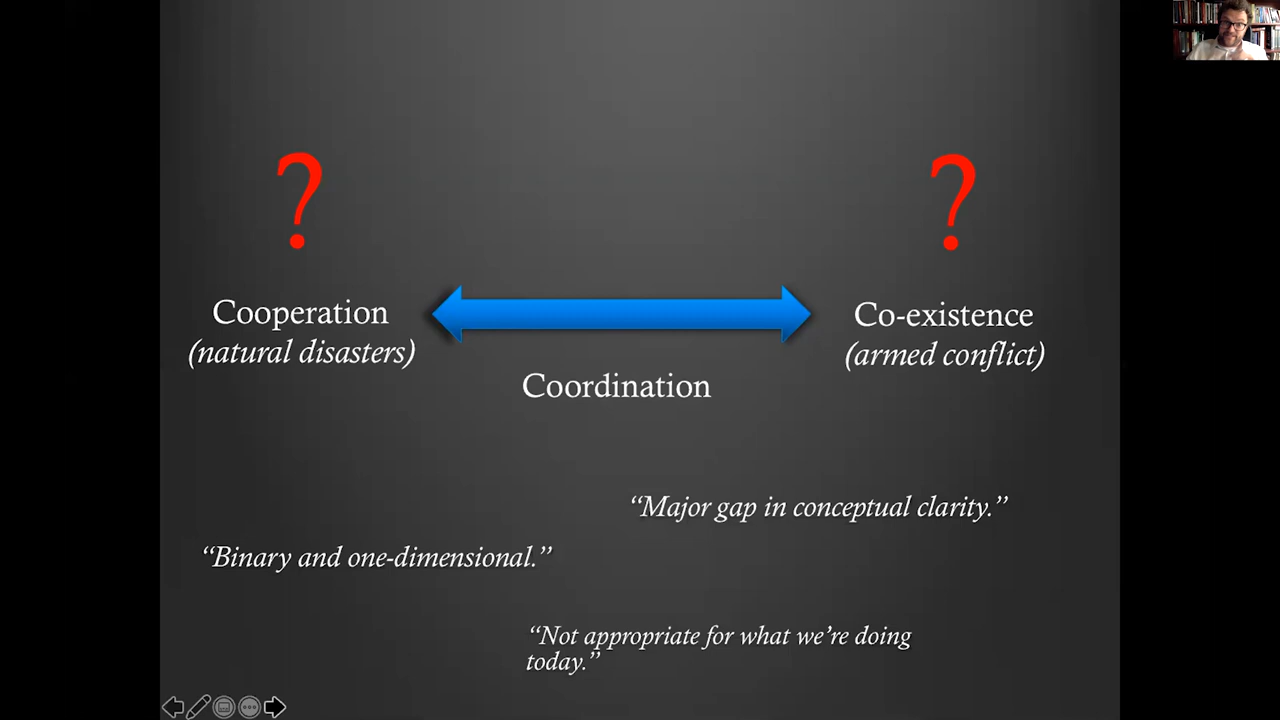 ?
?
Cooperation
(natural disasters)
Co-existence
(armed conflict)
Coordination
“Major gap in conceptual clarity.”
“Binary and one-dimensional.”
“Not appropriate for what we’re doing
today.”